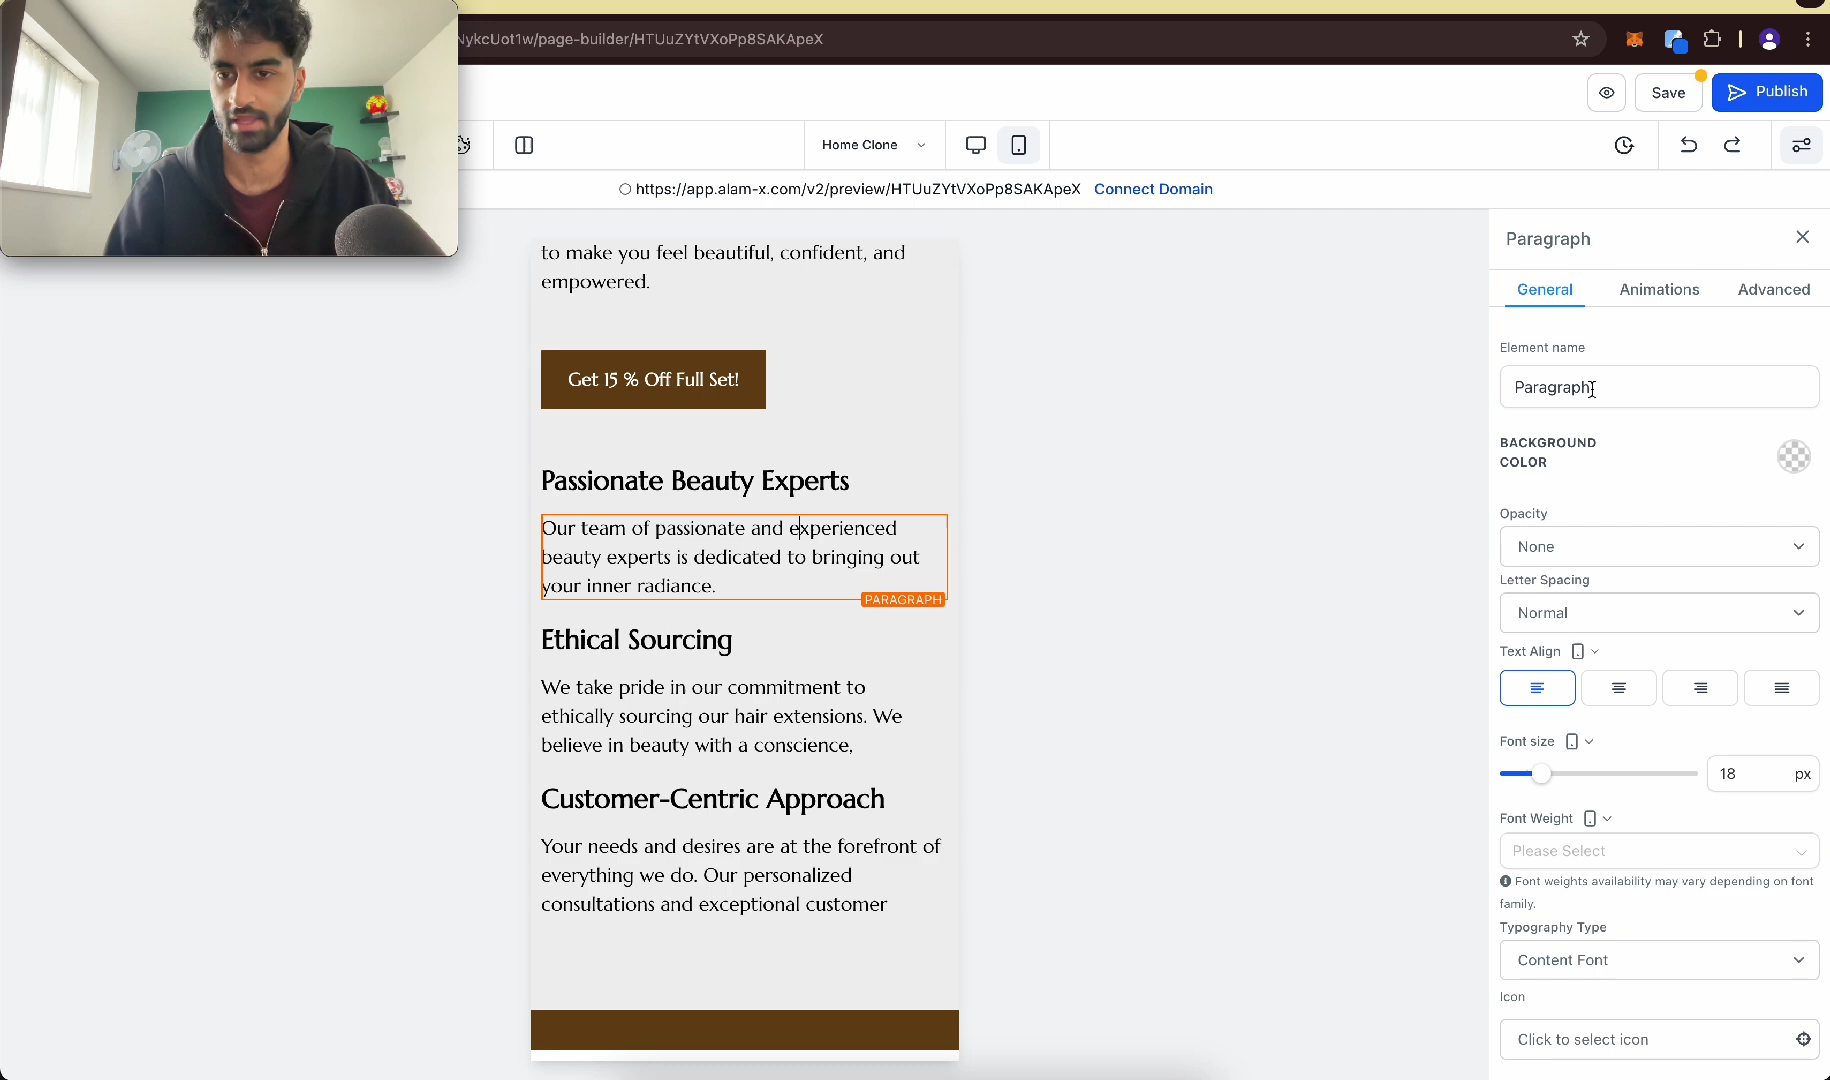 NykcUot1w/page-builder/HTUuZYtVXoPp8SAKApeX
Save
Publish
Home Clone
https://app.alam-x.com/v2/preview/HTUuZYtVXoPp8SAKApeX Connect Domain
to make you feel beautiful, confident, and
empowered.
Get 15 % Off Full Set!
Passionate Beauty Experts
Our team of passionate and experienced
beauty experts is dedicated to bringing out
your inner radiance.
PARAGRAPH
Ethical Sourcing
We take pride in our commitment to
ethically sourcing our hair extensions. We
believe in beauty with a conscience,
Customer-Centric Approach
Your needs and desires are at the forefront of
everything we do. Our personalized
consultations and exceptional customer
Paragraph
General
Animations
Advanced
Element name
Paragraph
BACKGROUND
COLOR
Opacity
None
Letter Spacing
Normal
Text Align
Font size
18 px
Font Weight
Please Select
Font weights availability may vary depending on font
family.
Typography Type
Content Font
Icon
Click to select icon